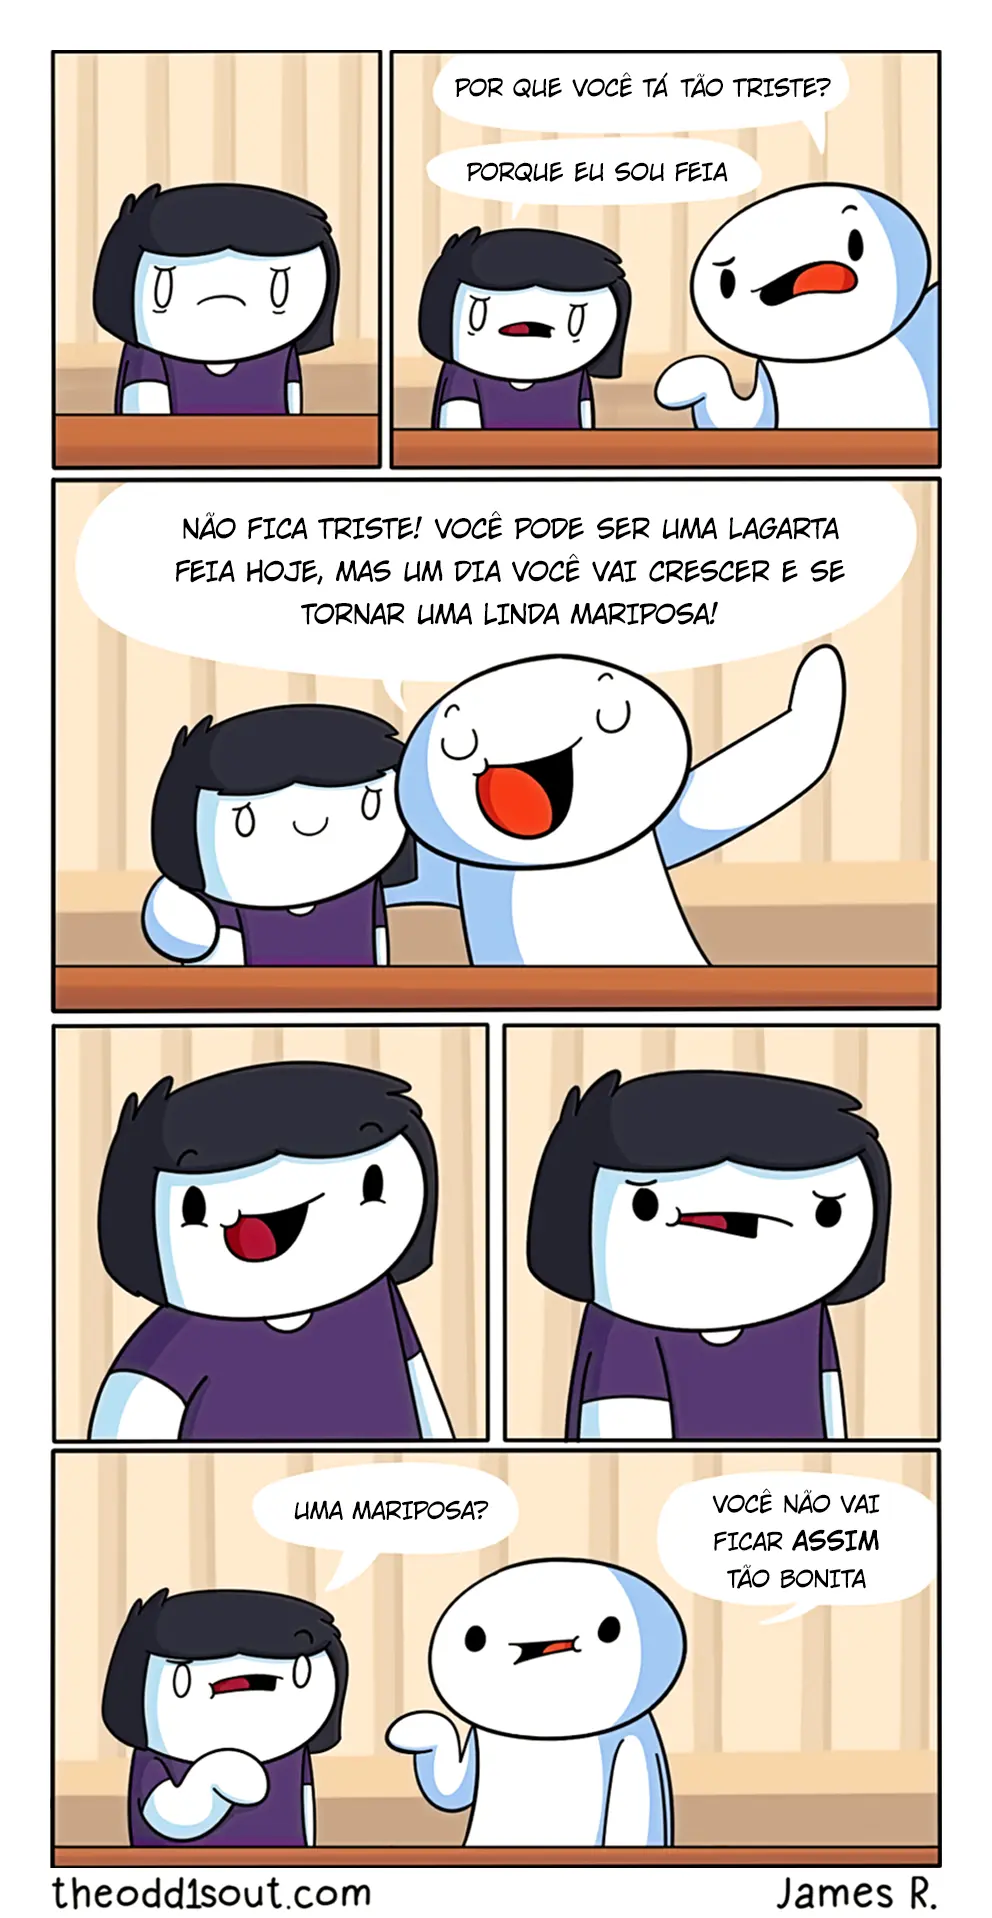 POR QUE VOCÊ TÁ TÃO TRISTE?
PORQUE EU SOU FEIA
NÃO FICA TRISTE! VOCÊ PODE SER UMA LAGARTA
FEIA HOJE, MAS UM DIA VOCÊ VAI CRESCER E SE
TORNAR UMA LINDA MARIPOSA!
UMA MARIPOSA?
VOCÊ NÃO VAI
FICAR ASSIM
TÃO BONITA
theodd1sout.com
James R.